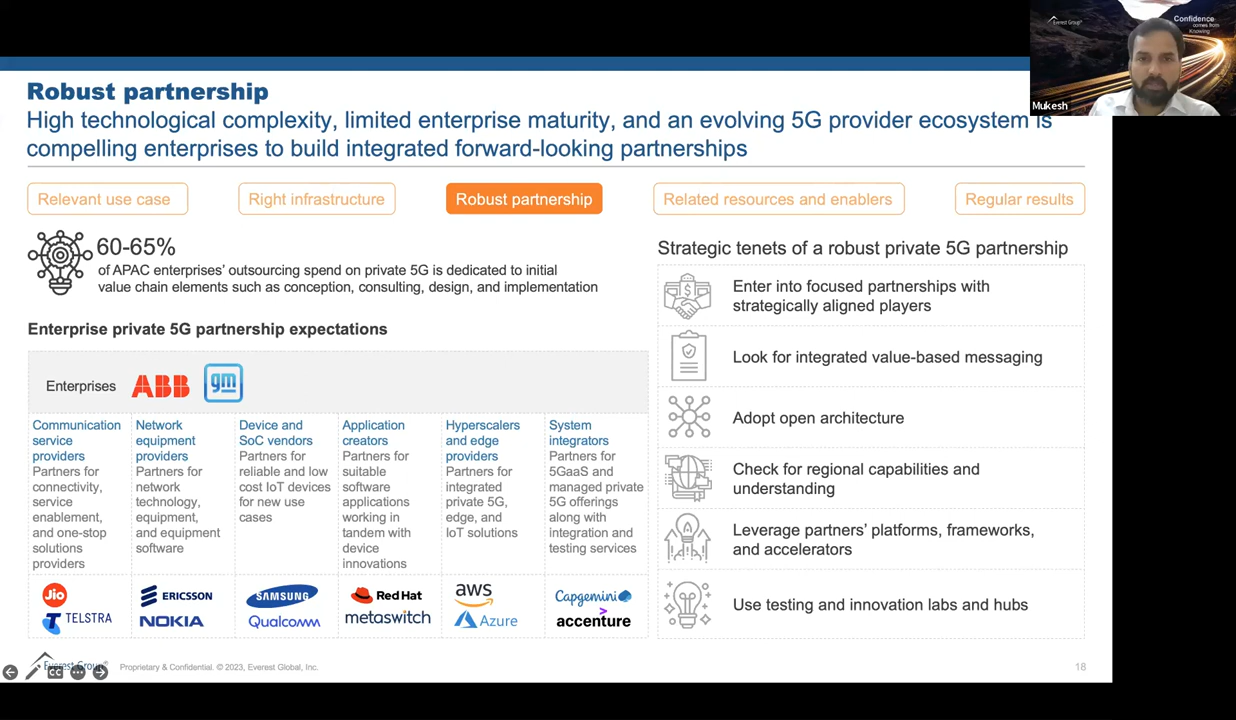 Everest Group®
Confidence
comes from
Knowing
Mukesh
Robust partnership
High technological complexity, limited enterprise maturity, and an evolving 5G provider ecosystem is
compelling enterprises to build integrated forward-looking partnerships
Relevant use case
Right infrastructure
Robust partnership
Related resources and enablers
Regular results
60-65%
of APAC enterprises' outsourcing spend on private 5G is dedicated to initial
value chain elements such as conception, consulting, design, and implementation
Enterprise private 5G partnership expectations
Enterprises
ABB
gm
Communication
service
providers
Partners for
connectivity,
service
enablement,
and one-stop
solutions
providers
Jio
TELSTRA
Network
equipment
providers
Partners for
network
technology,
equipment,
and equipment
software
ERICSSON
NOKIA
Device and
SoC vendors
Partners for
reliable and low
cost IoT devices
for new use
cases
SAMSUNG
Qualcomm
Application
creators
Partners for
suitable
software
applications
working in
tandem with
device
innovations
Red Hat
metaswitch
Hyperscalers
and edge
providers
Partners for
integrated
private 5G,
edge, and
IoT solutions
aws
Azure
System
integrators
Partners for
5GaaS and
managed private
5G offerings
along with
integration and
testing services
Capgemini
accenture
Strategic tenets of a robust private 5G partnership
Enter into focused partnerships with
strategically aligned players
Look for integrated value-based messaging
Adopt open architecture
Check for regional capabilities and
understanding
Leverage partners' platforms, frameworks,
and accelerators
Use testing and innovation labs and hubs
Everest Group®
Proprietary & Confidential. © 2023, Everest Global, Inc.
18